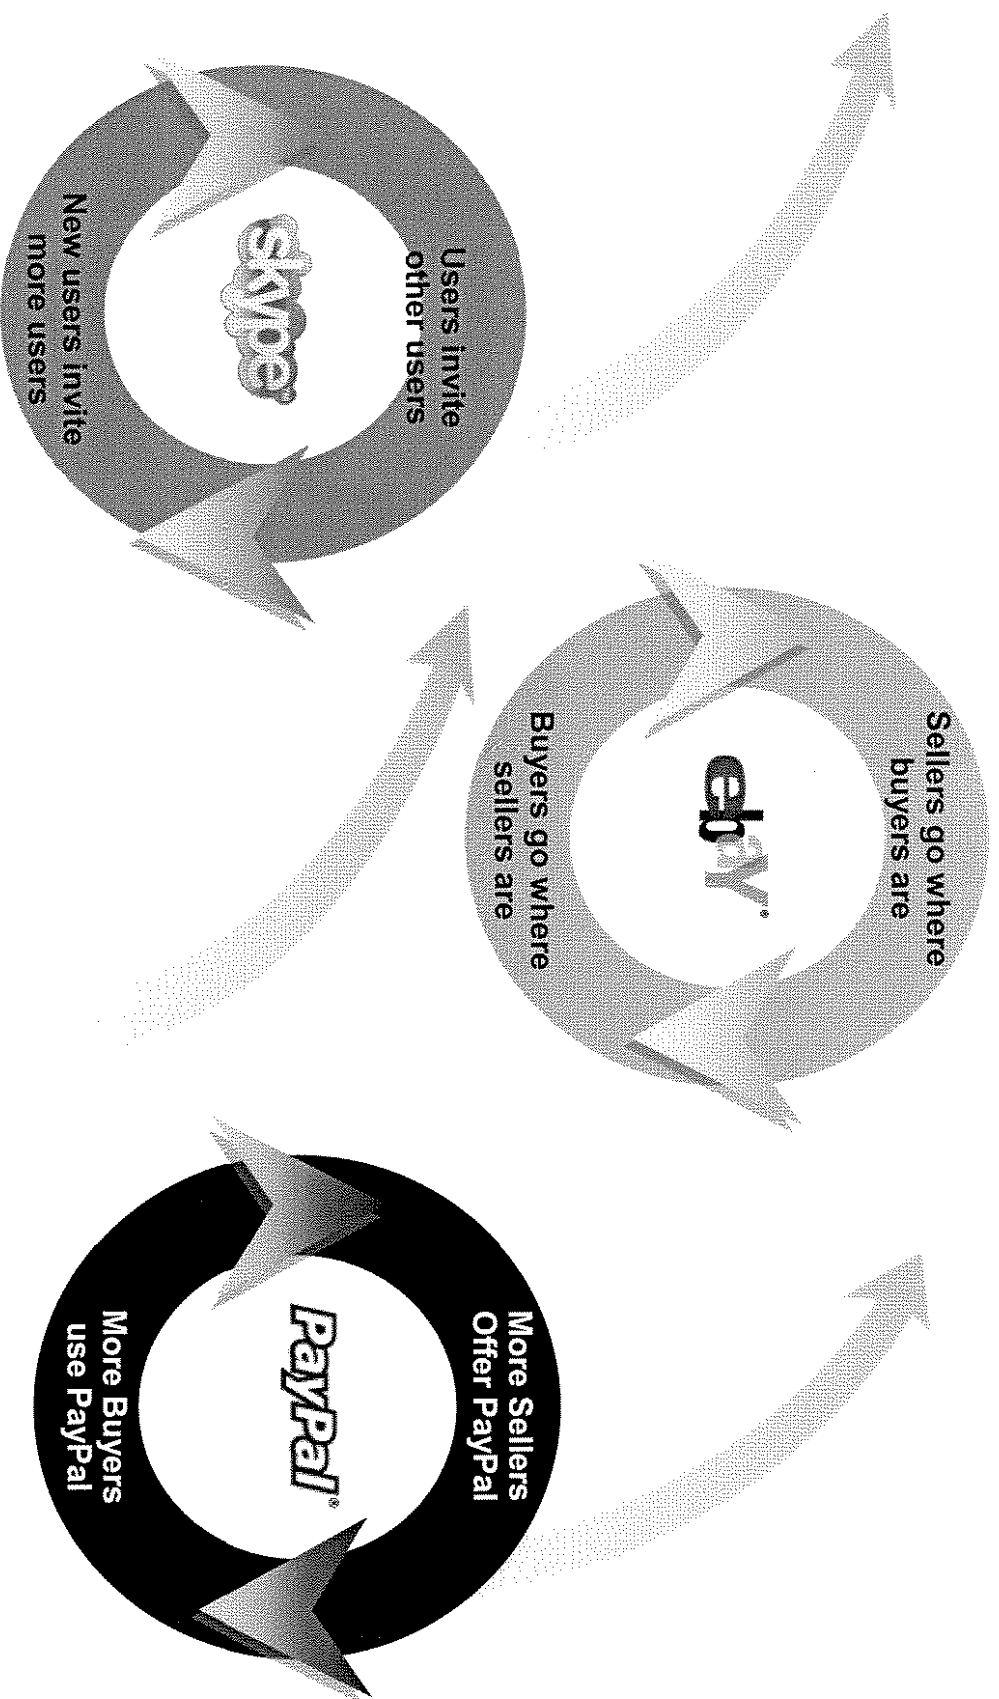 Users invite
other users
skype
New users invite
more users
Sellers go where
buyers are
ebay®
Buyers go where
sellers are
More Sellers
Offer PayPal
PayPal®
More Buyers
use PayPal